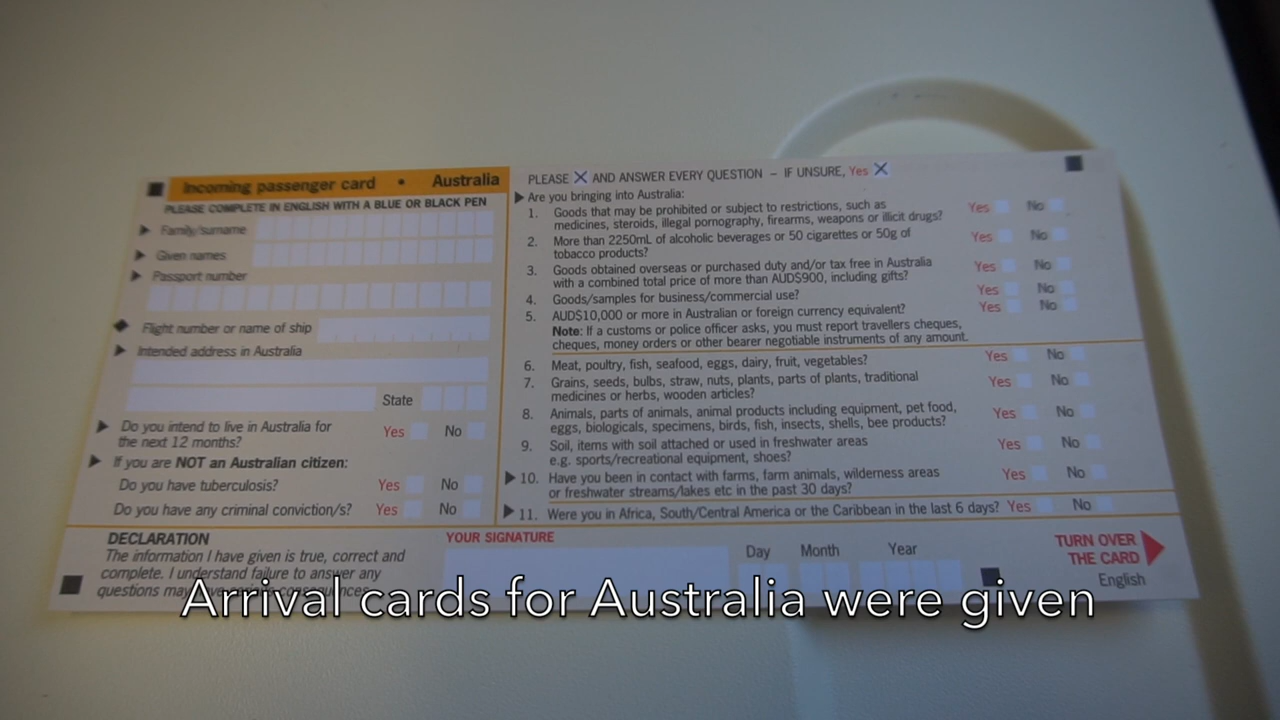 Incoming passenger card • Australia
PLEASE COMPLETE IN ENGLISH WITH A BLUE OR BLACK PEN
Family/surname
Given names
Passport number
Flight number or name of ship
Intended address in Australia
State
Do you intend to live in Australia for
the next 12 months?
Yes No
If you are NOT an Australian citizen:
Do you have tuberculosis? Yes No
Do you have any criminal conviction/s? Yes No
PLEASE X AND ANSWER EVERY QUESTION – IF UNSURE, Yes X
Are you bringing into Australia:
1. Goods that may be prohibited or subject to restrictions, such as
medicines, steroids, illegal pornography, firearms, weapons or illicit drugs?
Yes No
2. More than 2250mL of alcoholic beverages or 50 cigarettes or 50g of
tobacco products?
Yes No
3. Goods obtained overseas or purchased duty and/or tax free in Australia
with a combined total price of more than AUD$900, including gifts?
Yes No
4. Goods/samples for business/commercial use? Yes No
5. AUD$10,000 or more in Australian or foreign currency equivalent? Yes No
Note: If a customs or police officer asks, you must report travellers cheques,
cheques, money orders or other bearer negotiable instruments of any amount.
6. Meat, poultry, fish, seafood, eggs, dairy, fruit, vegetables? Yes No
7. Grains, seeds, bulbs, straw, nuts, plants, parts of plants, traditional
medicines or herbs, wooden articles?
Yes No
8. Animals, parts of animals, animal products including equipment, pet food,
eggs, biologicals, specimens, birds, fish, insects, shells, bee products?
Yes No
9. Soil, items with soil attached or used in freshwater areas
e.g. sports/recreational equipment, shoes?
Yes No
10. Have you been in contact with farms, farm animals, wilderness areas
or freshwater streams/lakes etc in the past 30 days?
Yes No
11. Were you in Africa, South/Central America or the Caribbean in the last 6 days? Yes No
DECLARATION
The information I have given is true, correct and
complete. I understand failure to answer any
questions may
YOUR SIGNATURE
Day Month Year
TURN OVER
THE CARD
English
Arrival cards for Australia were given